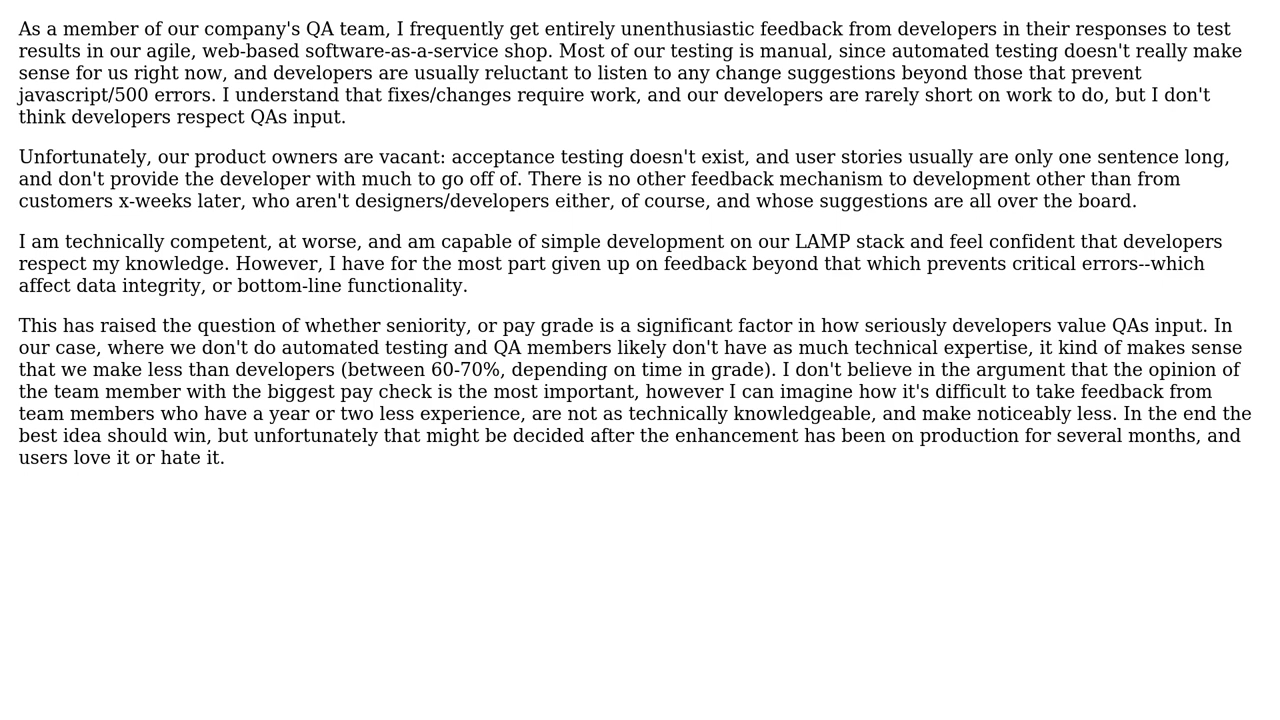 As a member of our company's QA team, I frequently get entirely unenthusiastic feedback from developers in their responses to test
results in our agile, web-based software-as-a-service shop. Most of our testing is manual, since automated testing doesn't really make
sense for us right now, and developers are usually reluctant to listen to any change suggestions beyond those that prevent
javascript/500 errors. I understand that fixes/changes require work, and our developers are rarely short on work to do, but I don't
think developers respect QAs input.
Unfortunately, our product owners are vacant: acceptance testing doesn't exist, and user stories usually are only one sentence long,
and don't provide the developer with much to go off of. There is no other feedback mechanism to development other than from
customers x-weeks later, who aren't designers/developers either, of course, and whose suggestions are all over the board.
I am technically competent, at worse, and am capable of simple development on our LAMP stack and feel confident that developers
respect my knowledge. However, I have for the most part given up on feedback beyond that which prevents critical errors--which
affect data integrity, or bottom-line functionality.
This has raised the question of whether seniority, or pay grade is a significant factor in how seriously developers value QAs input. In
our case, where we don't do automated testing and QA members likely don't have as much technical expertise, it kind of makes sense
that we make less than developers (between 60-70%, depending on time in grade). I don't believe in the argument that the opinion of
the team member with the biggest pay check is the most important, however I can imagine how it's difficult to take feedback from
team members who have a year or two less experience, are not as technically knowledgeable, and make noticeably less. In the end the
best idea should win, but unfortunately that might be decided after the enhancement has been on production for several months, and
users love it or hate it.